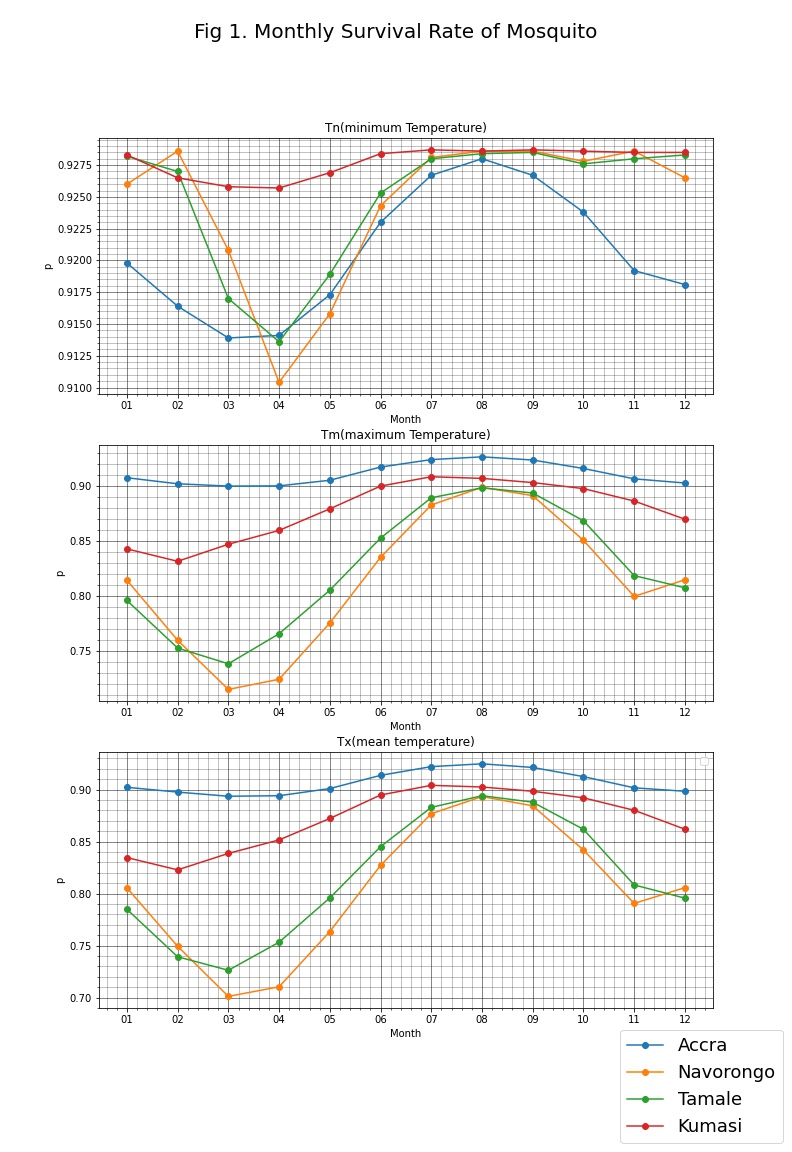 Fig 1. Monthly Survival Rate of Mosquito
Tn(minimum Temperature)
0.9275
0.9250
0.9225
0.9200
0.9175
0.9150
0.9125
0.9100
p
01 02 03 04 05 06 07 08 09 10 11 12
Month
Tm(maximum Temperature)
0.90
0.85
0.80
0.75
p
01 02 03 04 05 06 07 08 09 10 11 12
Month
Tx(mean temperature)
0.90
0.85
0.80
0.75
0.70
p
01 02 03 04 05 06 07 08 09 10 11 12
Month
Accra
Navorongo
Tamale
Kumasi